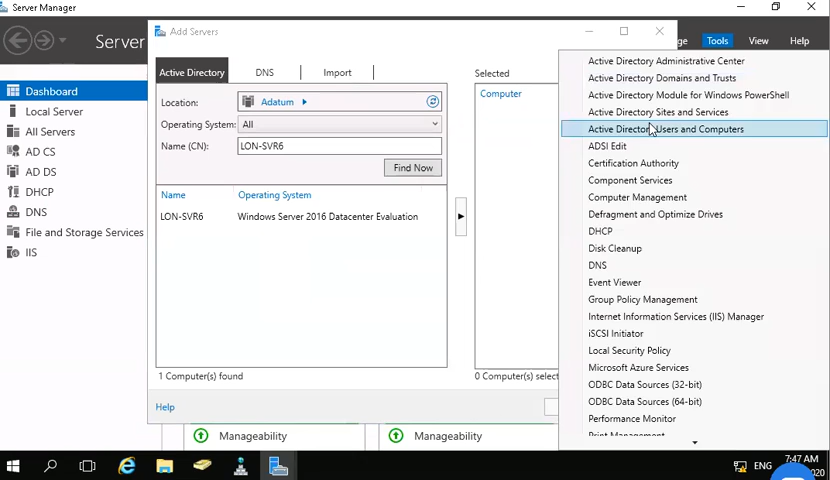 Server Manager
Server
Manage Tools View Help
Dashboard
Local Server
All Servers
AD CS
AD DS
DHCP
DNS
File and Storage Services
IIS
Add Servers
Active Directory DNS Import
Location: Adatum
Operating System: All
Name (CN): LON-SVR6
Find Now
Name Operating System
LON-SVR6 Windows Server 2016 Datacenter Evaluation
1 Computer(s) found
Selected
Computer
0 Computer(s) select
Help
Active Directory Administrative Center
Active Directory Domains and Trusts
Active Directory Module for Windows PowerShell
Active Directory Sites and Services
Active Directory Users and Computers
ADSI Edit
Certification Authority
Component Services
Computer Management
Defragment and Optimize Drives
DHCP
Disk Cleanup
DNS
Event Viewer
Group Policy Management
Internet Information Services (IIS) Manager
iSCSI Initiator
Local Security Policy
Microsoft Azure Services
ODBC Data Sources (32-bit)
ODBC Data Sources (64-bit)
Performance Monitor
Print Management
Manageability
Manageability
ENG
7:47 AM